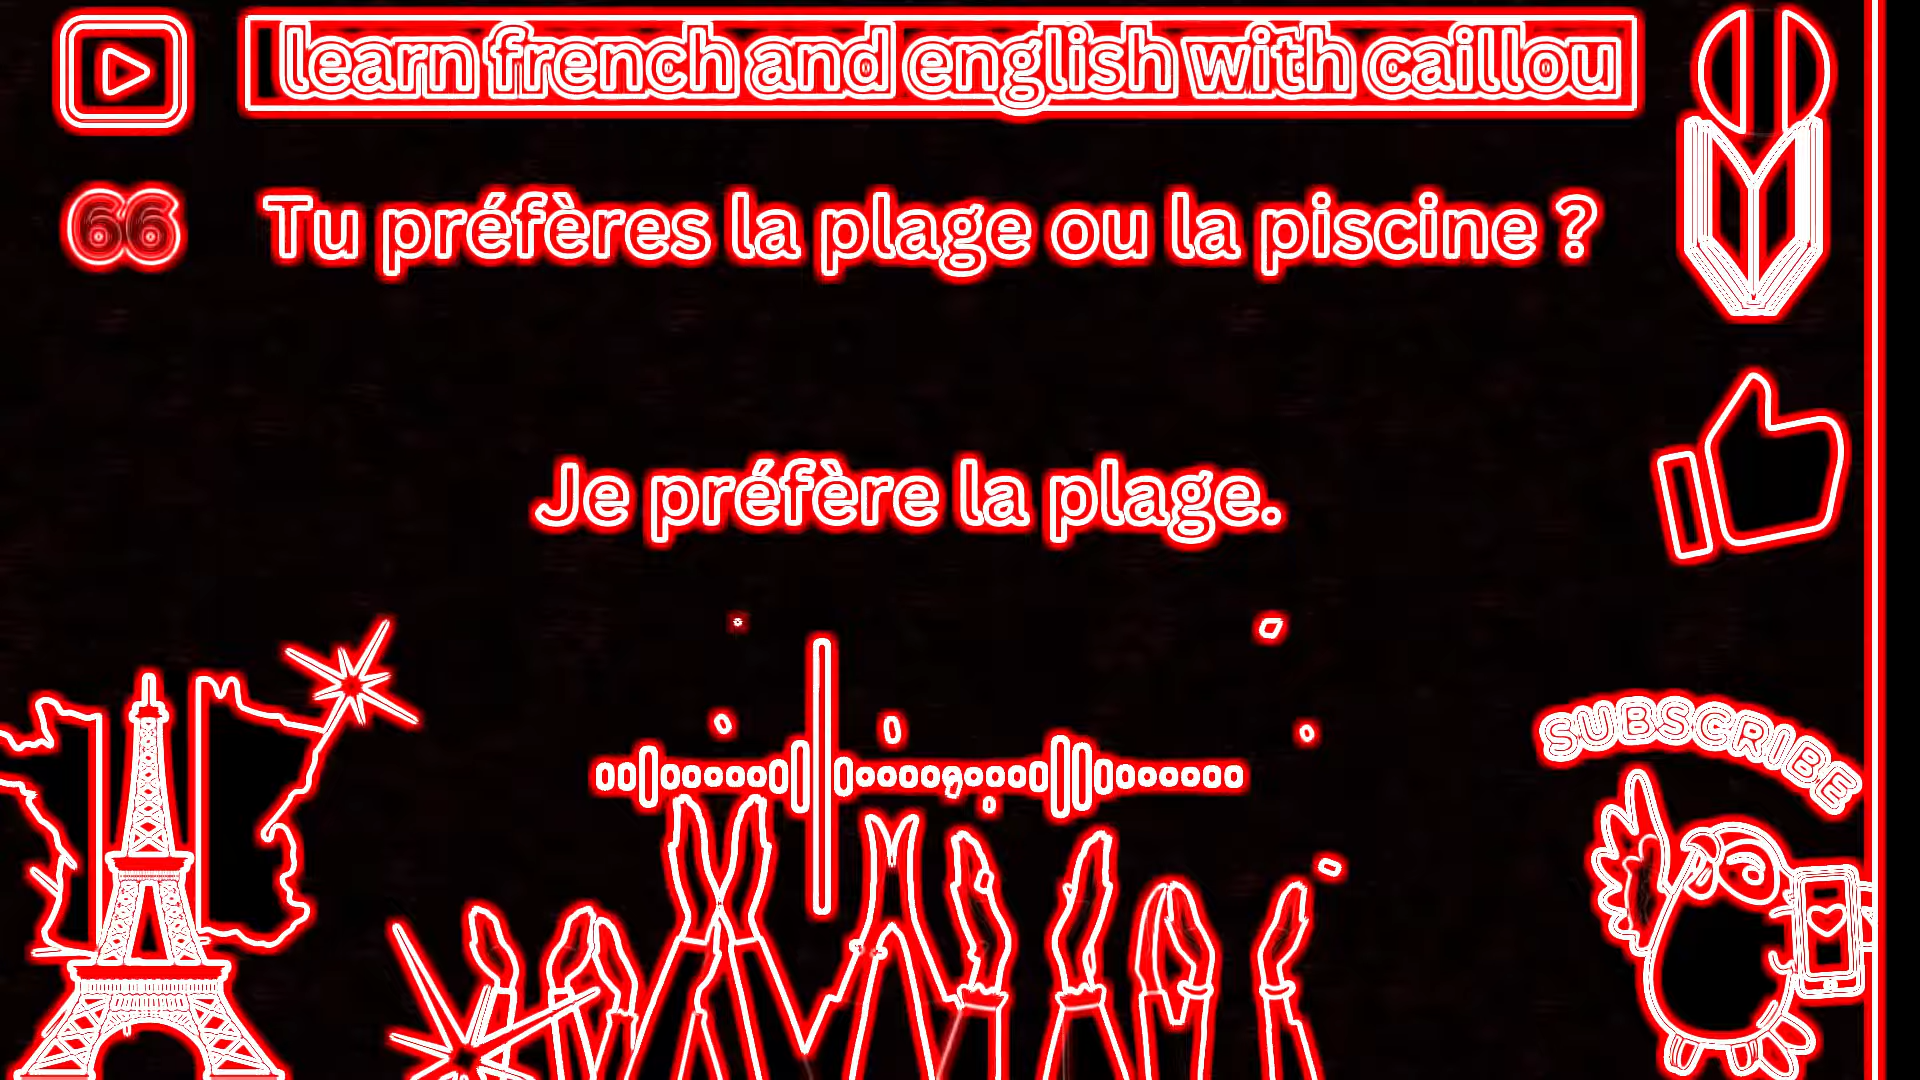 learn french and english with caillou
66
Tu préfères la plage ou la piscine ?
Je préfère la plage.
SUBSCRIBE